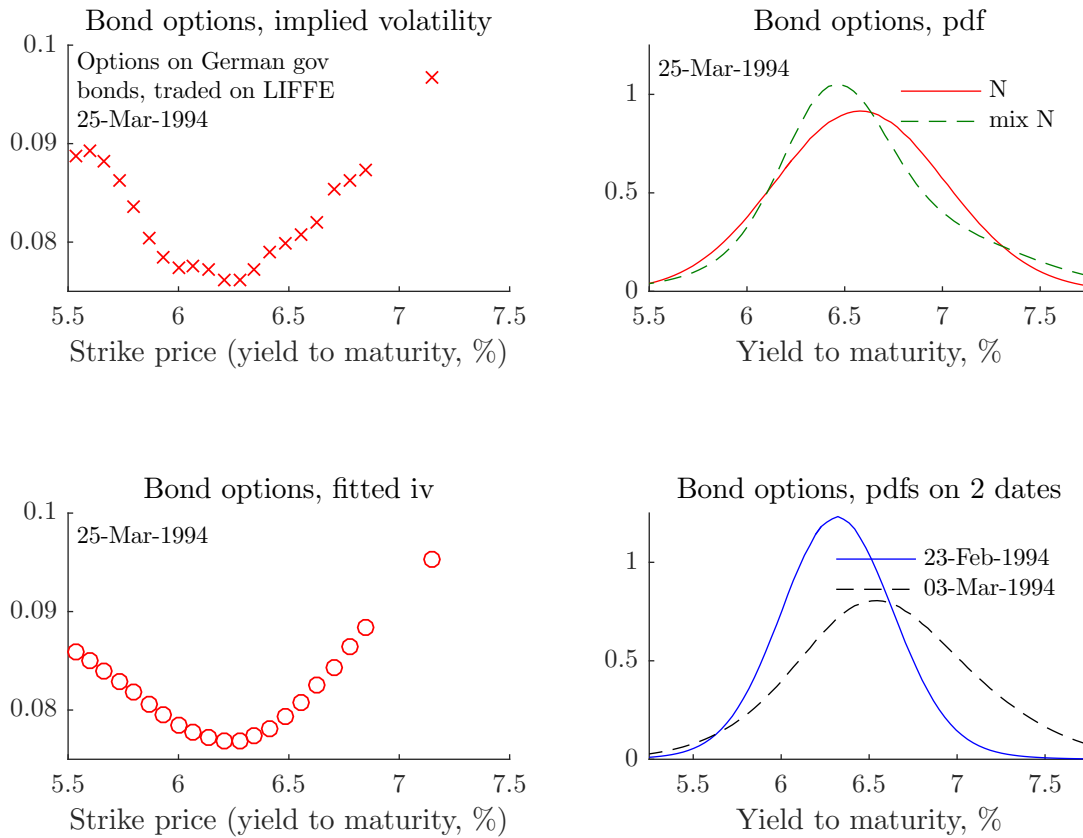 Bond options, implied volatility
0.1
0.09
0.08
Options on German gov
bonds, traded on LIFFE
25-Mar-1994
5.5 6 6.5 7 7.5
Strike price (yield to maturity, %)
Bond options, pdf
1
0.5
0
25-Mar-1994
N
mix N
5.5 6 6.5 7 7.5
Yield to maturity, %
Bond options, fitted iv
0.1
0.09
0.08
25-Mar-1994
5.5 6 6.5 7 7.5
Strike price (yield to maturity, %)
Bond options, pdfs on 2 dates
1
0.5
0
23-Feb-1994
03-Mar-1994
5.5 6 6.5 7 7.5
Yield to maturity, %